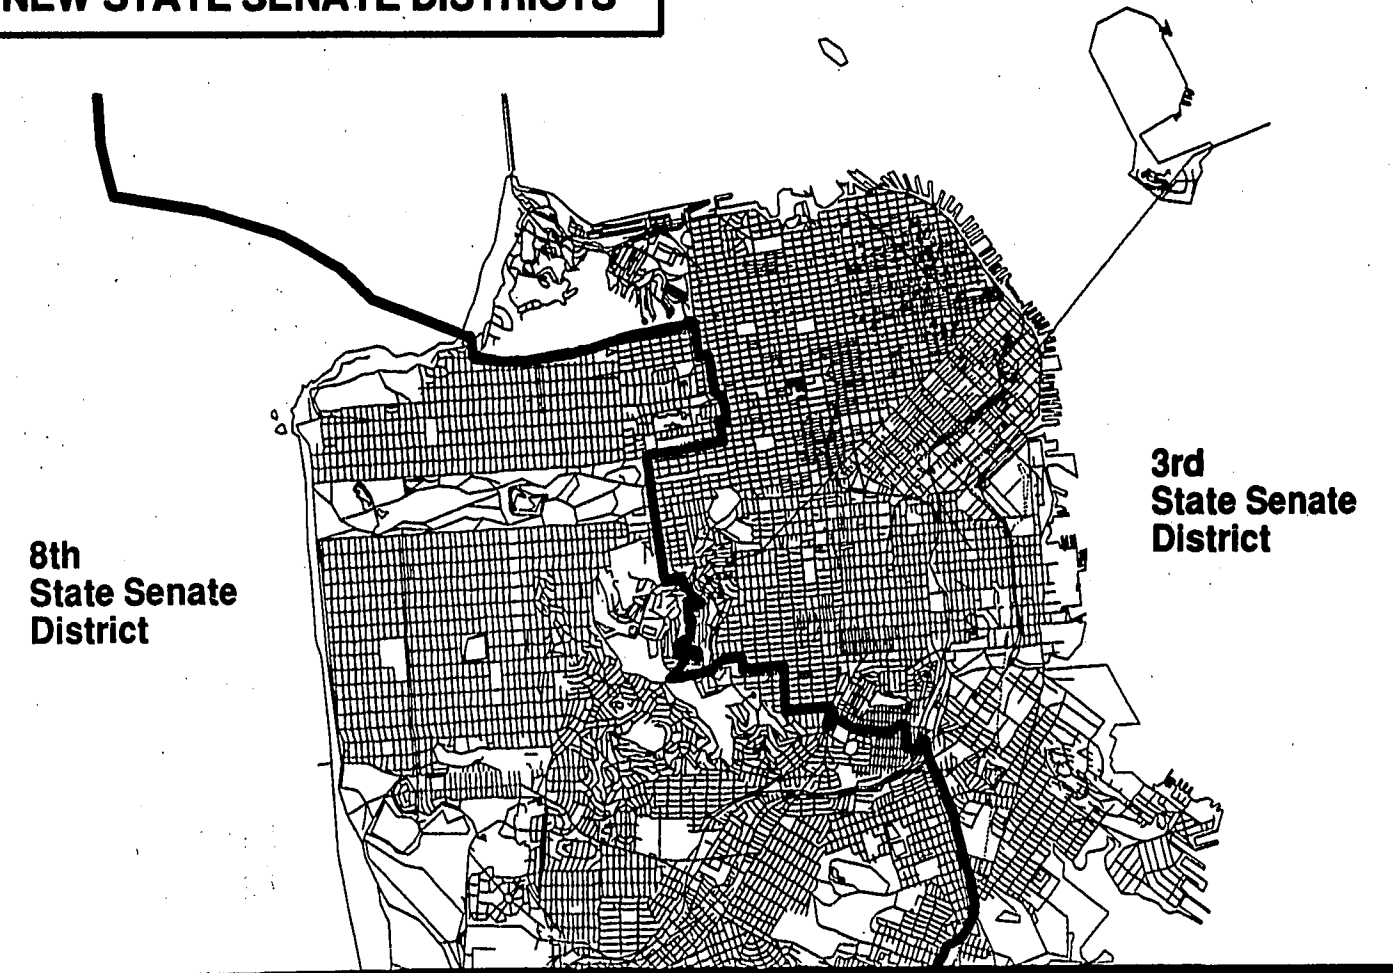 NEW STATE SENATE DISTRICTS
3rd
State Senate
District
8th
State Senate
District